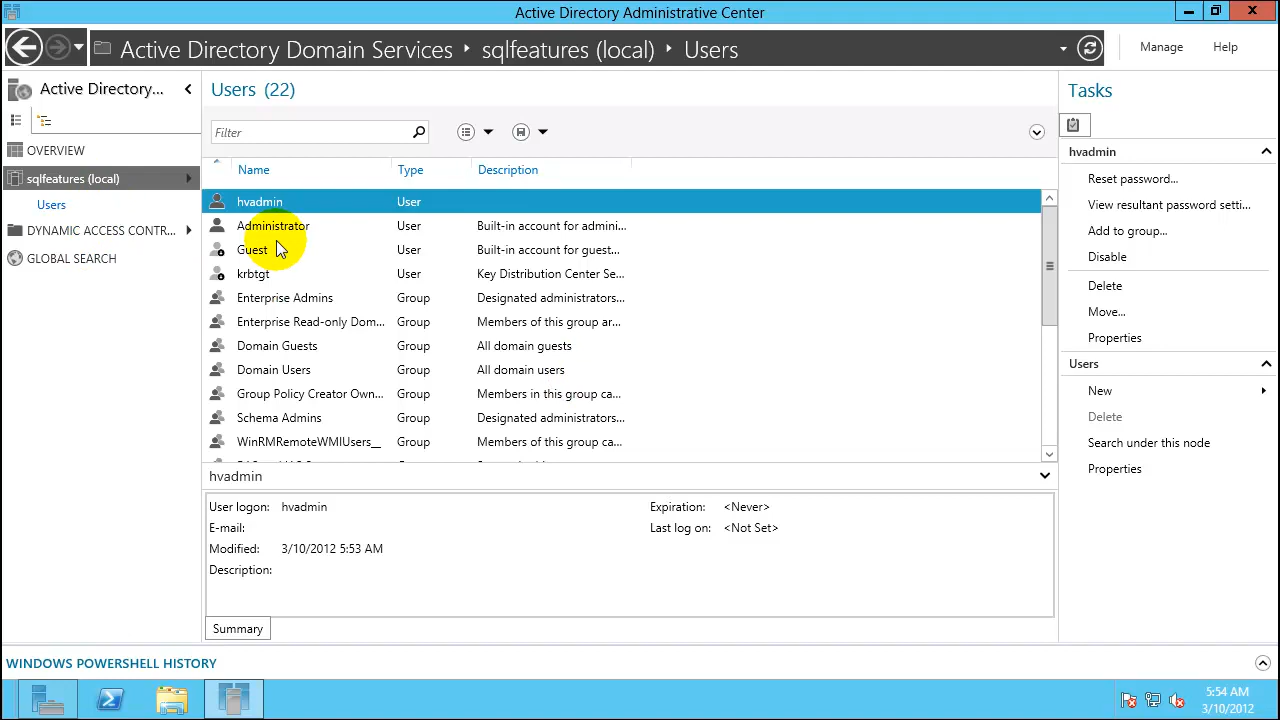 Active Directory Administrative Center
Active Directory Domain Services ‣ sqlfeatures (local) ‣ Users
Manage
Help
Active Directory...
OVERVIEW
sqlfeatures (local)
Users
DYNAMIC ACCESS CONTR...
GLOBAL SEARCH
Users (22)
Filter
Name Type Description
hvadmin User
Administrator User Built-in account for admini...
Guest User Built-in account for guest...
krbtgt User Key Distribution Center Se...
Enterprise Admins Group Designated administrators...
Enterprise Read-only Dom... Group Members of this group ar...
Domain Guests Group All domain guests
Domain Users Group All domain users
Group Policy Creator Own... Group Members in this group ca...
Schema Admins Group Designated administrators...
WinRMRemoteWMIUsers__ Group Members of this group ca...
hvadmin
User logon: hvadmin
E-mail:
Modified: 3/10/2012 5:53 AM
Description:
Expiration: <Never>
Last log on: <Not Set>
Summary
Tasks
hvadmin
Reset password...
View resultant password setti...
Add to group...
Disable
Delete
Move...
Properties
Users
New
Delete
Search under this node
Properties
WINDOWS POWERSHELL HISTORY
5:54 AM
3/10/2012